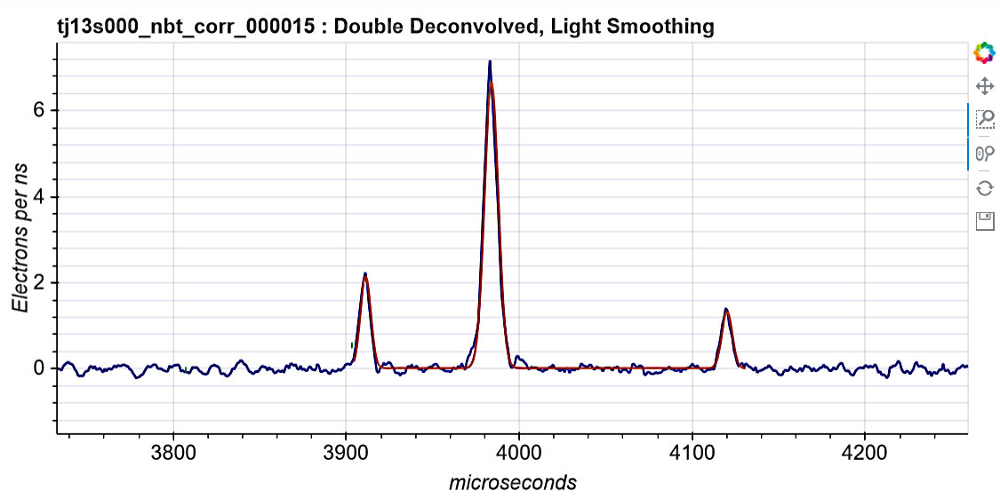 tj13s000_nbt_corr_000015 : Double Deconvolved, Light Smoothing
Electrons per ns
6
4
2
0
3800 3900 4000 4100 4200
microseconds